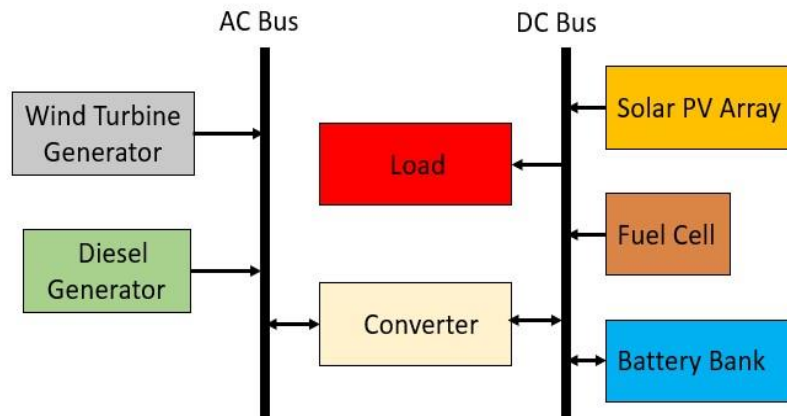 AC Bus
DC Bus
Wind Turbine
Generator
Solar PV Array
Load
Diesel
Generator
Fuel Cell
Converter
Battery Bank